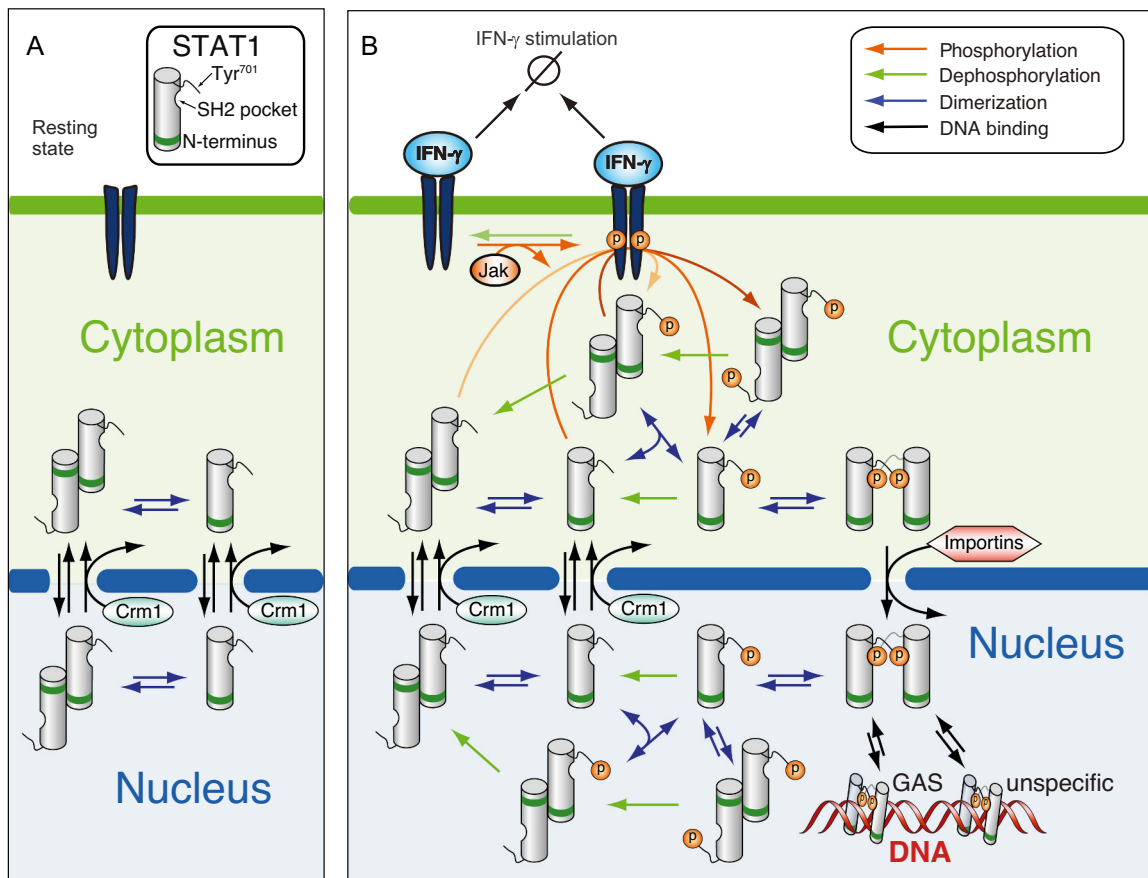 A
STAT1
Tyr701
SH2 pocket
N-terminus
Resting
state
Cytoplasm
Crm1
Crm1
Nucleus
B
IFN-γ stimulation
Phosphorylation
Dephosphorylation
Dimerization
DNA binding
IFN-γ
IFN-γ
p
p
Jak
p
p
Cytoplasm
p
p
p
p
Importins
Crm1
Crm1
Nucleus
p
p
p
p
p
p
GAS
unspecific
p
p
p
p
DNA